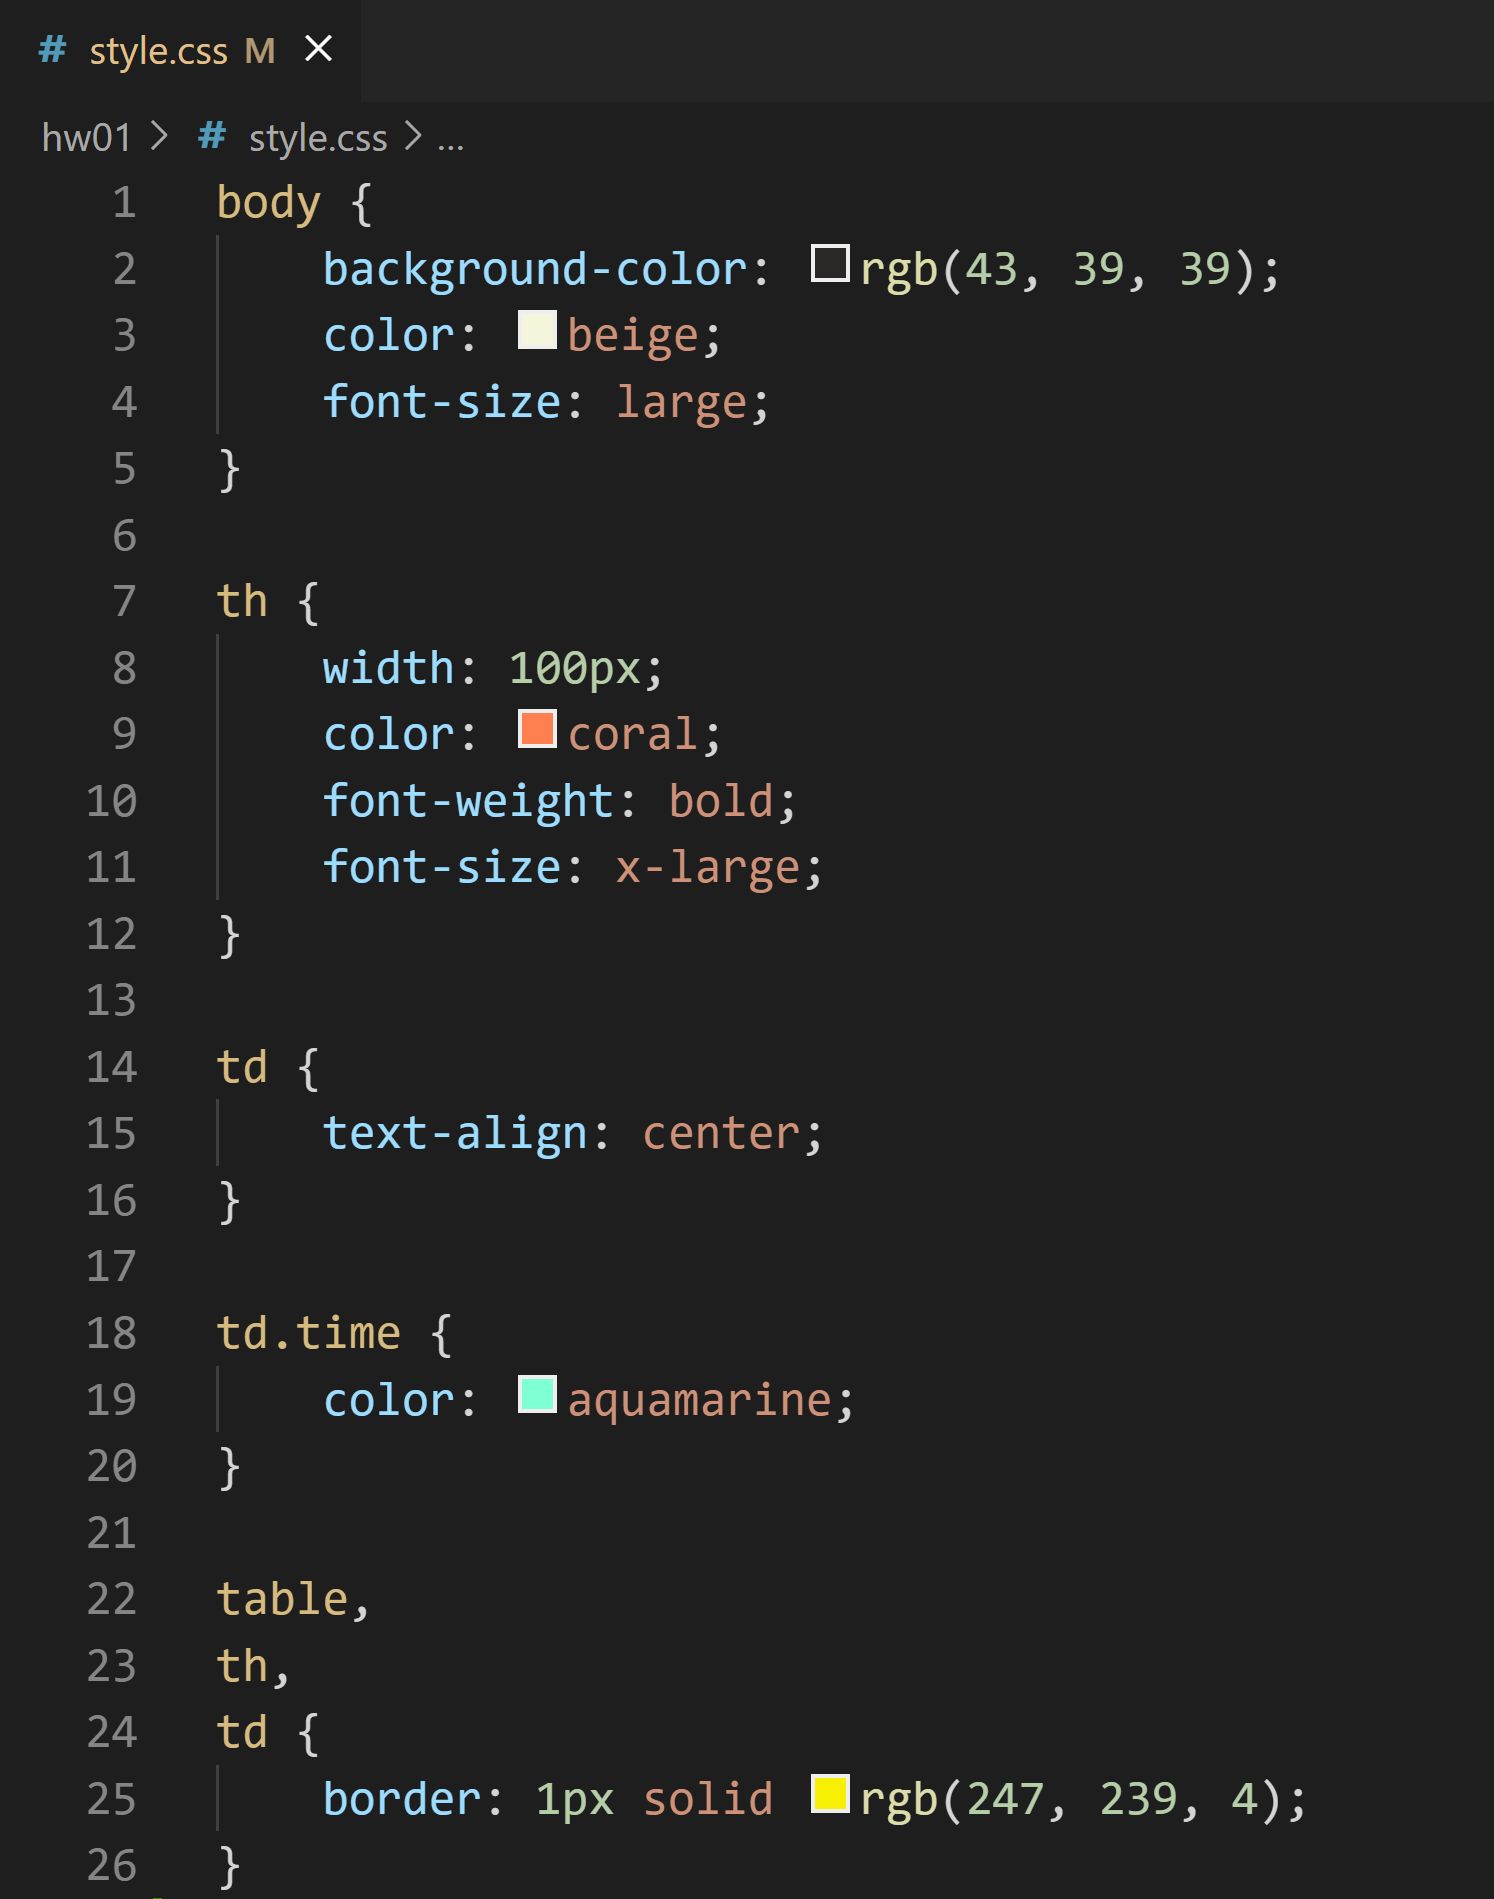 # style.css M ×
hw01 > # style.css > ...
1 body {
2     background-color: rgb(43, 39, 39);
3     color: beige;
4     font-size: large;
5 }
6
7 th {
8     width: 100px;
9     color: coral;
10     font-weight: bold;
11     font-size: x-large;
12 }
13
14 td {
15     text-align: center;
16 }
17
18 td.time {
19     color: aquamarine;
20 }
21
22 table,
23 th,
24 td {
25     border: 1px solid rgb(247, 239, 4);
26 }